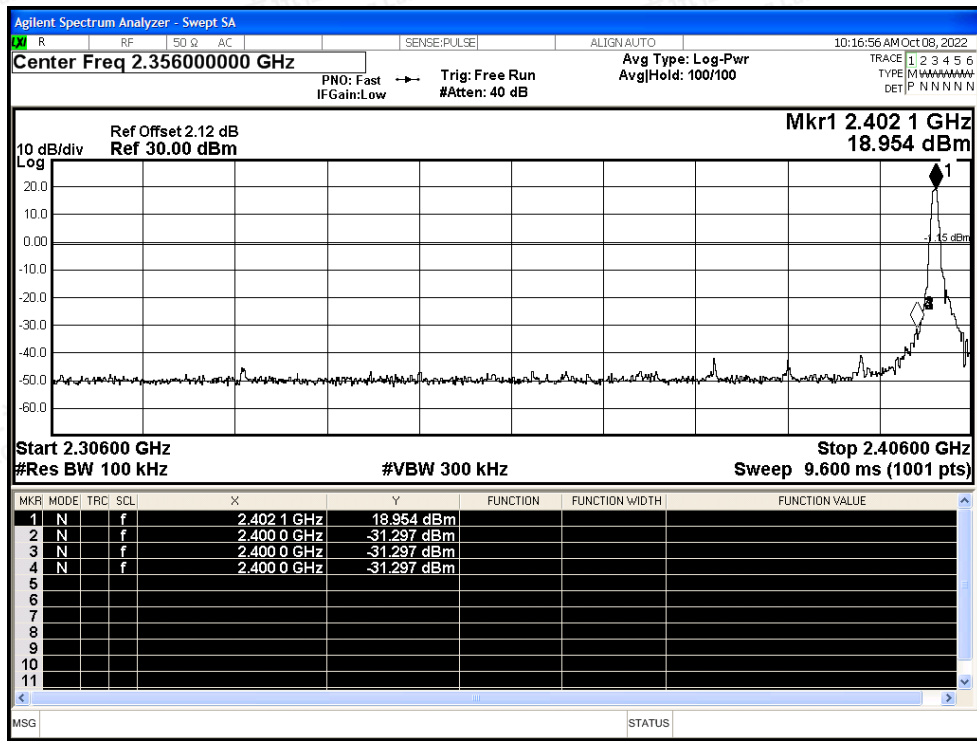 Agilent Spectrum Analyzer - Swept SA
LXI R RF 50 Ω AC SENSE:PULSE ALIGN AUTO 10:16:56 AM Oct 08, 2022
Center Freq 2.356000000 GHz
PNO: Fast
IFGain:Low
Trig: Free Run
#Atten: 40 dB
Avg Type: Log-Pwr
Avg|Hold: 100/100
TRACE 1 2 3 4 5 6
TYPE M
DET P N N N N N
Mkr1 2.402 1 GHz
18.954 dBm
Ref Offset 2.12 dB
10 dB/div Ref 30.00 dBm
Log
1
20.0
10.0
0.00
-1.15 dBm
-10.0
-20.0
-30.0
-40.0
-50.0
-60.0
Start 2.30600 GHz Stop 2.40600 GHz
#Res BW 100 kHz #VBW 300 kHz Sweep 9.600 ms (1001 pts)
MKR MODE TRC SCL X Y FUNCTION FUNCTION WIDTH FUNCTION VALUE
1 N f 2.402 1 GHz 18.954 dBm
2 N f 2.400 0 GHz -31.297 dBm
3 N f 2.400 0 GHz -31.297 dBm
4 N f 2.400 0 GHz -31.297 dBm
5
6
7
8
9
10
11
MSG STATUS